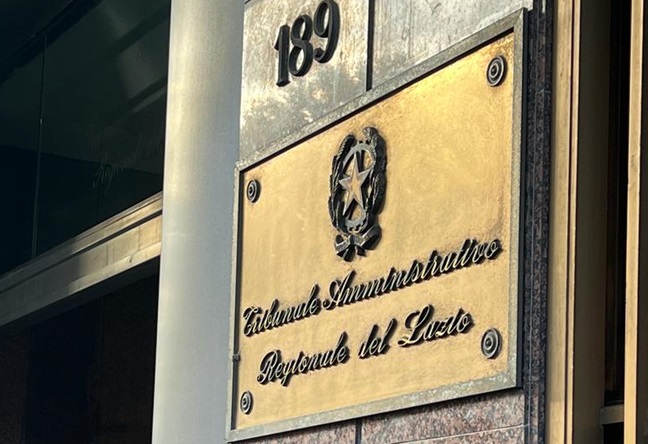 189
Tribunale Amministrativo
Regionale del Lazio